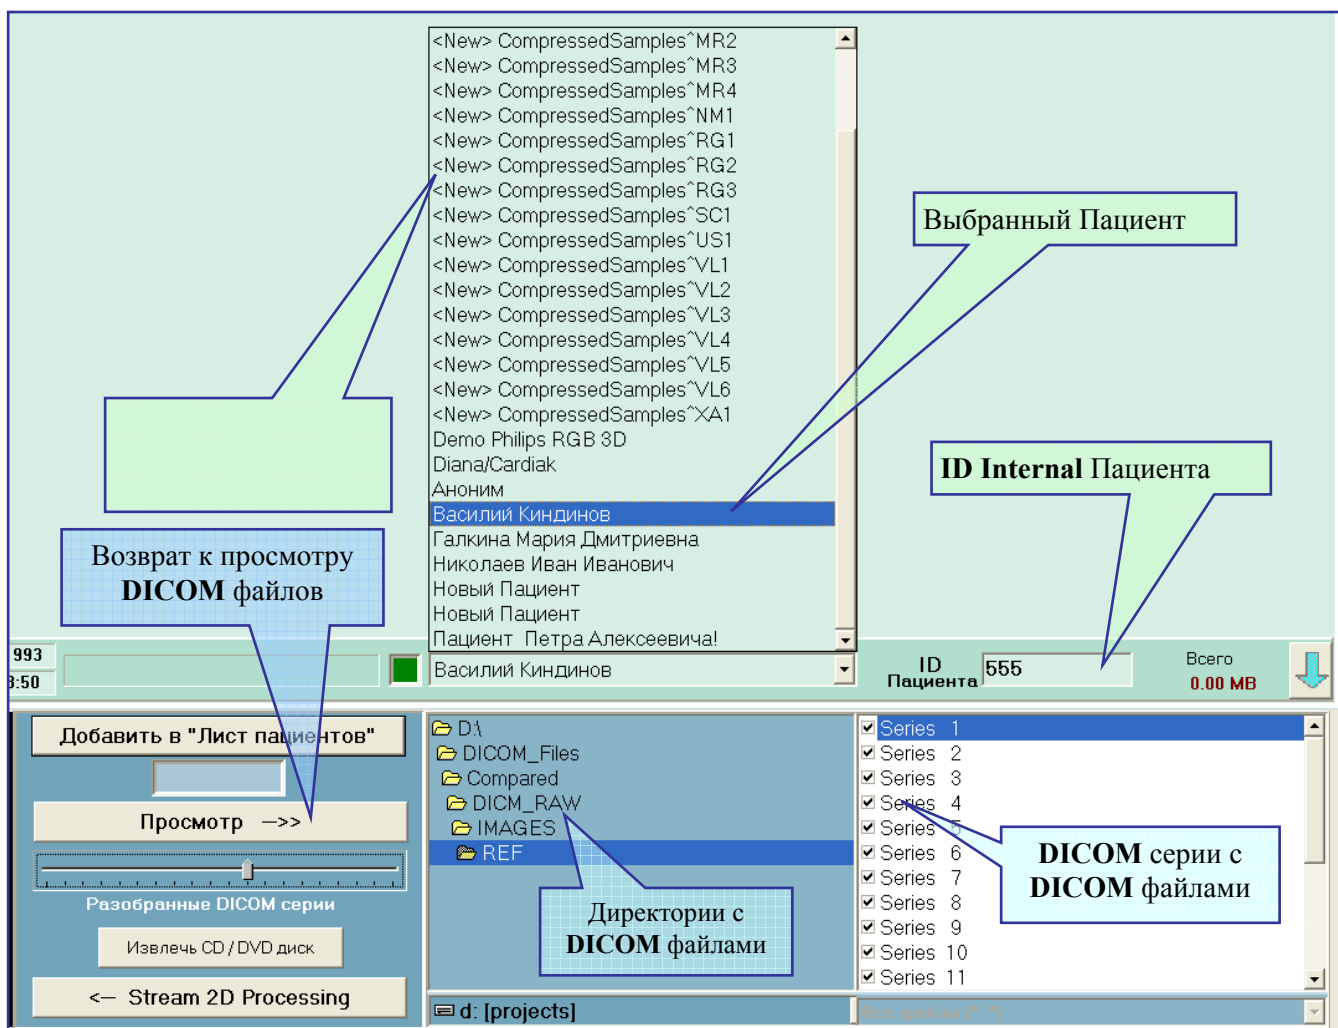 <New> CompressedSamples^MR2
<New> CompressedSamples^MR3
<New> CompressedSamples^MR4
<New> CompressedSamples^NM1
<New> CompressedSamples^RG1
<New> CompressedSamples^RG2
<New> CompressedSamples^RG3
<New> CompressedSamples^SC1
<New> CompressedSamples^US1
<New> CompressedSamples^VL1
<New> CompressedSamples^VL2
<New> CompressedSamples^VL3
<New> CompressedSamples^VL4
<New> CompressedSamples^VL5
<New> CompressedSamples^VL6
<New> CompressedSamples^XA1
Demo Philips RGB 3D
Diana/Cardiak
Аноним
Василий Киндинов
Галкина Мария Дмитриевна
Николаев Иван Иванович
Новый Пациент
Новый Пациент
Пациент Петра Алексеевича!
Выбранный Пациент
ID Internal Пациента
Возврат к просмотру
DICOM файлов
993
3:50
Василий Киндинов
ID
Пациента
555
Всего
0.00 MB
Добавить в "Лист пациентов"
Просмотр -->>
Разобранные DICOM серии
Извлечь CD / DVD диск
<-- Stream 2D Processing
D:\
DICOM_Files
Compared
DICM_RAW
IMAGES
REF
Директории с
DICOM файлами
d: [projects]
Series 1
Series 2
Series 3
Series 4
Series 5
Series 6
Series 7
Series 8
Series 9
Series 10
Series 11
DICOM серии с
DICOM файлами